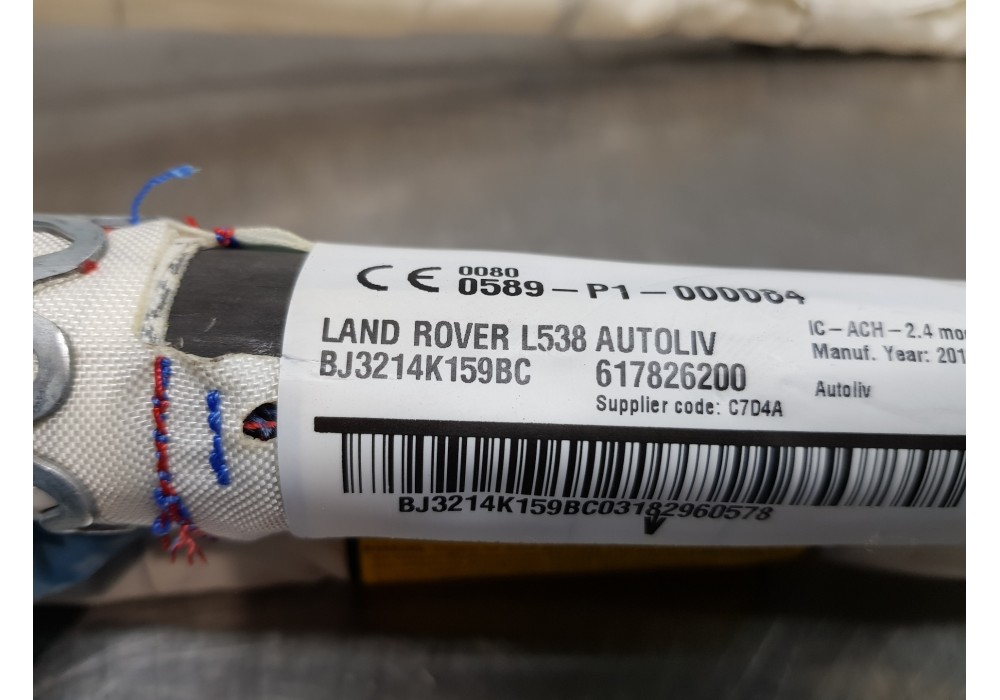 CE 0080
0589-P1-000084
LAND ROVER L538 AUTOLIV
BJ3214K159BC 617826200
Supplier code: C7D4A
IC-ACH-2.4
Manuf. Year:
Autoliv
BJ3214K159BC03182960578